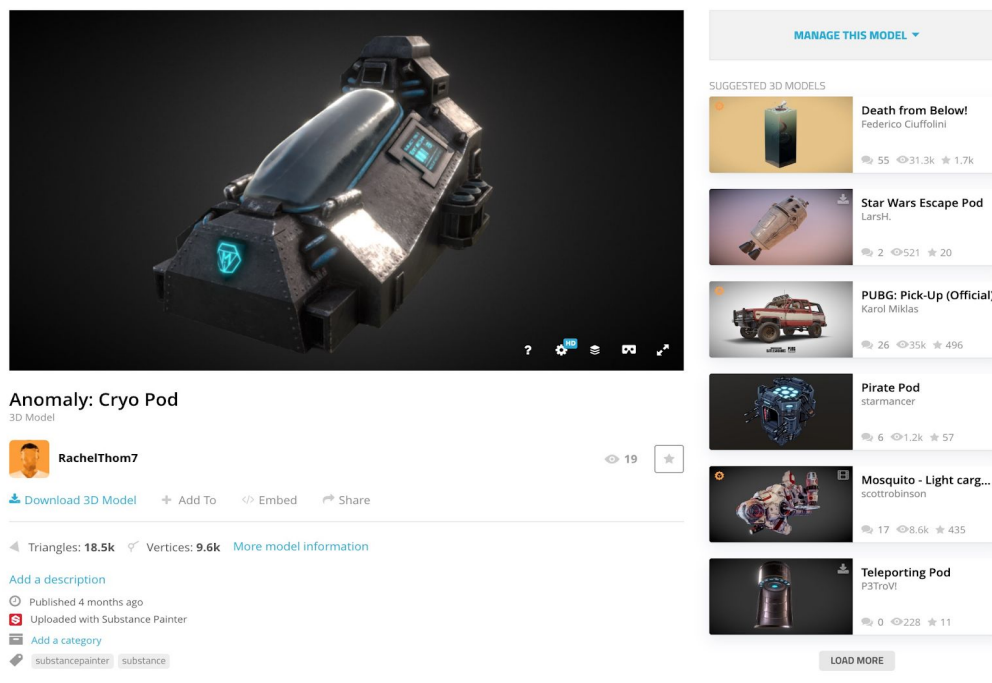 HD
Anomaly: Cryo Pod
3D Model
RachelThom7
19
Download 3D Model
Add To
Embed
Share
Triangles: 18.5k
Vertices: 9.6k
More model information
Add a description
Published 4 months ago
Uploaded with Substance Painter
Add a category
substancepainter
substance
MANAGE THIS MODEL
SUGGESTED 3D MODELS
Death from Below!
Federico Ciuffolini
55 31.3k 1.7k
Star Wars Escape Pod
LarsH.
2 521 20
PUBG: Pick-Up (Official)
Karol Miklas
26 35k 496
Pirate Pod
starmancer
6 1.2k 57
Mosquito - Light carg...
scottrobinson
17 8.6k 435
Teleporting Pod
P3TroV!
0 228 11
LOAD MORE